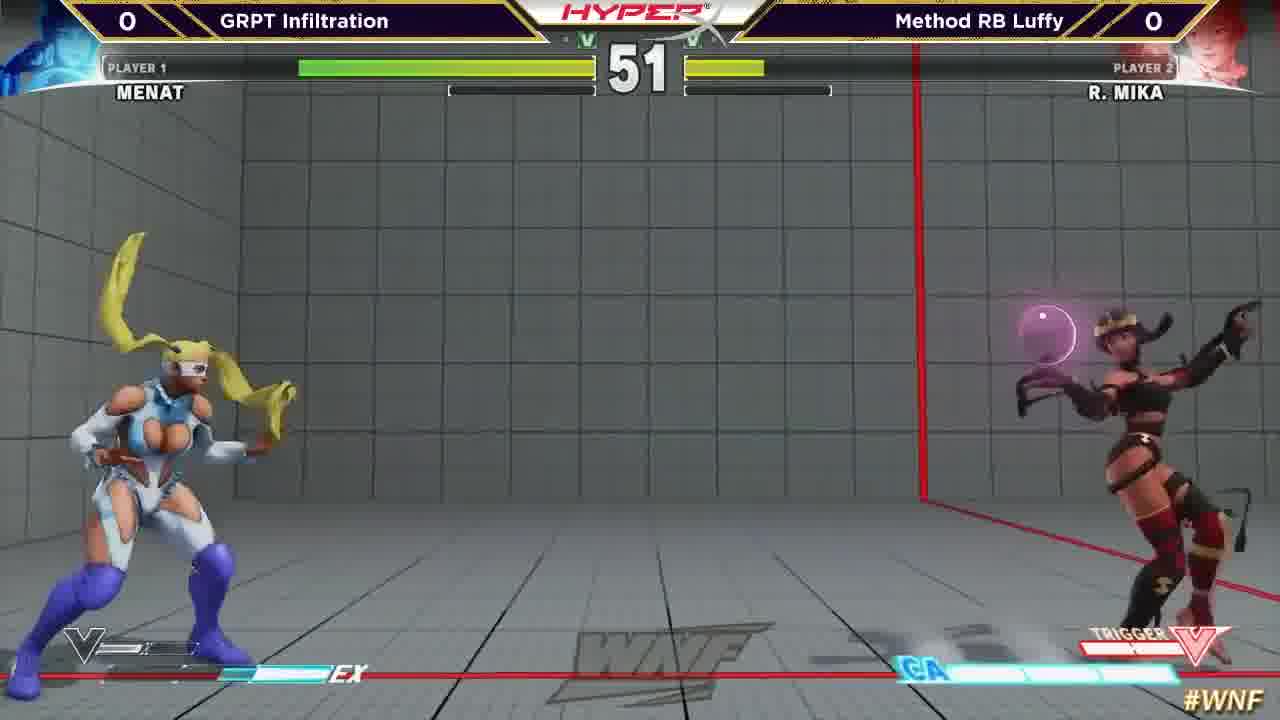 0 GRPT Infiltration HYPERX Method RB Luffy 0
PLAYER 1 51 PLAYER 2
MENAT R. MIKA
TRIGGER
EX WNF CA
#WNF